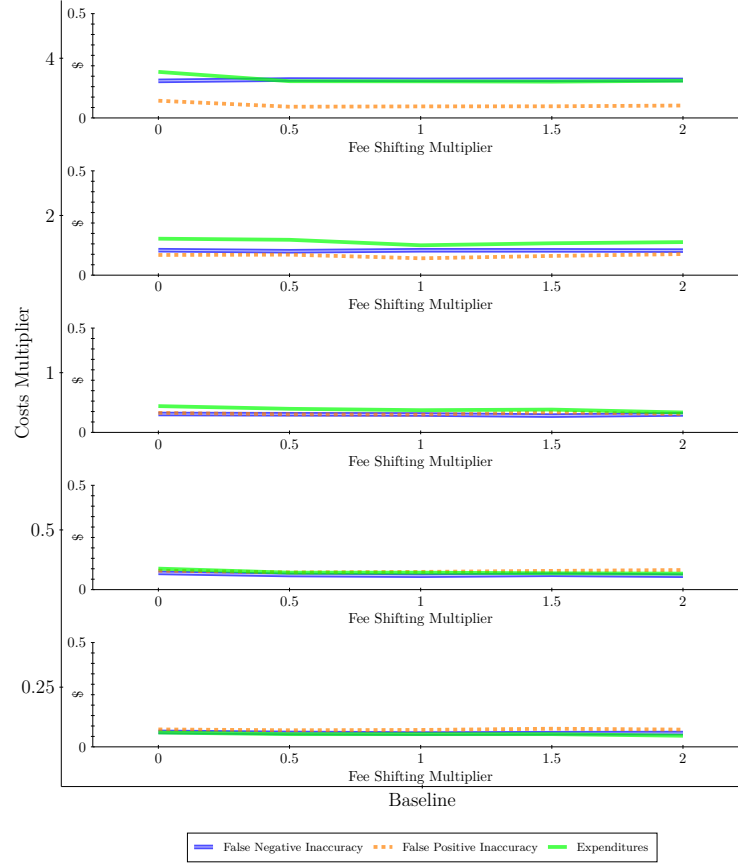 0.5
$
4
0
0 0.5 1 1.5 2
Fee Shifting Multiplier
0.5
$
2
0
0 0.5 1 1.5 2
Fee Shifting Multiplier
0.5
$
1
0
0 0.5 1 1.5 2
Fee Shifting Multiplier
Costs Multiplier
0.5
$
0.5
0
0 0.5 1 1.5 2
Fee Shifting Multiplier
0.5
$
0.25
0
0 0.5 1 1.5 2
Fee Shifting Multiplier
Baseline
False Negative Inaccuracy False Positive Inaccuracy Expenditures